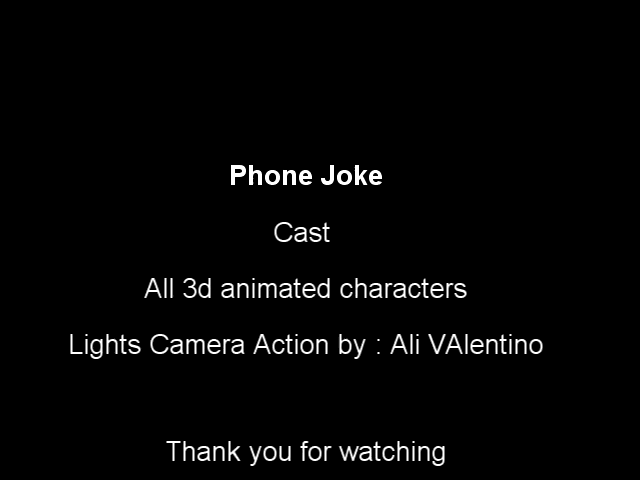 Phone Joke
Cast
All 3d animated characters
Lights Camera Action by : Ali VAlentino
Thank you for watching